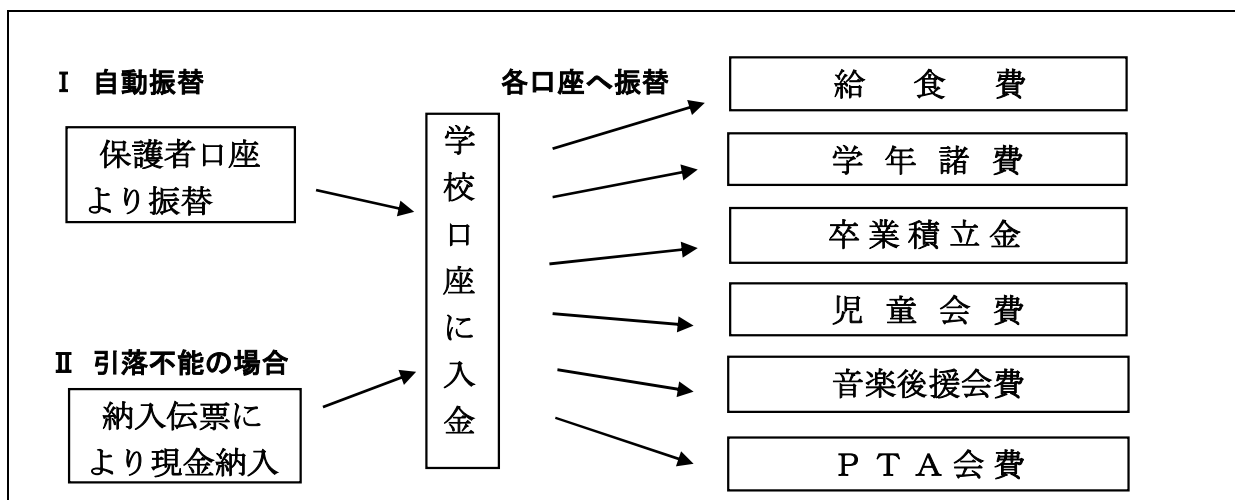 Ⅰ 自動振替
保護者口座
より振替
Ⅱ 引落不能の場合
納入伝票に
より現金納入
学校口座に入金
各口座へ振替
給食費
学年諸費
卒業積立金
児童会費
音楽後援会費
PTA会費